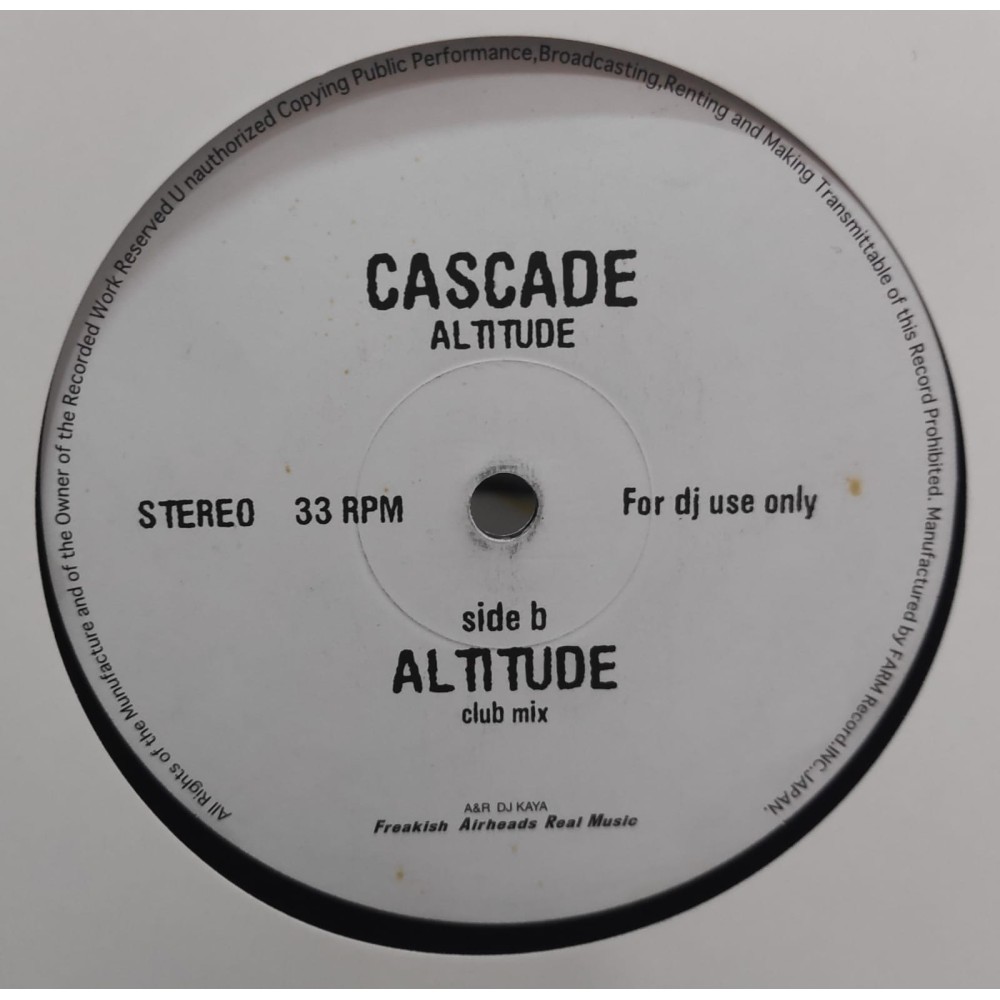 All Rights of the Munufacture and of the Owner of the Recorded Work Reserved U nauthorized Copying Public Performance,Broadcasting,Renting and Making Transmittable of this Record Prohibited. Manufactured by FARM Record.INC.JAPAN.
CASCADE
ALTITUDE
STEREO 33 RPM For dj use only
side b
ALTITUDE
club mix
A&R DJ KAYA
Freakish Airheads Real Music